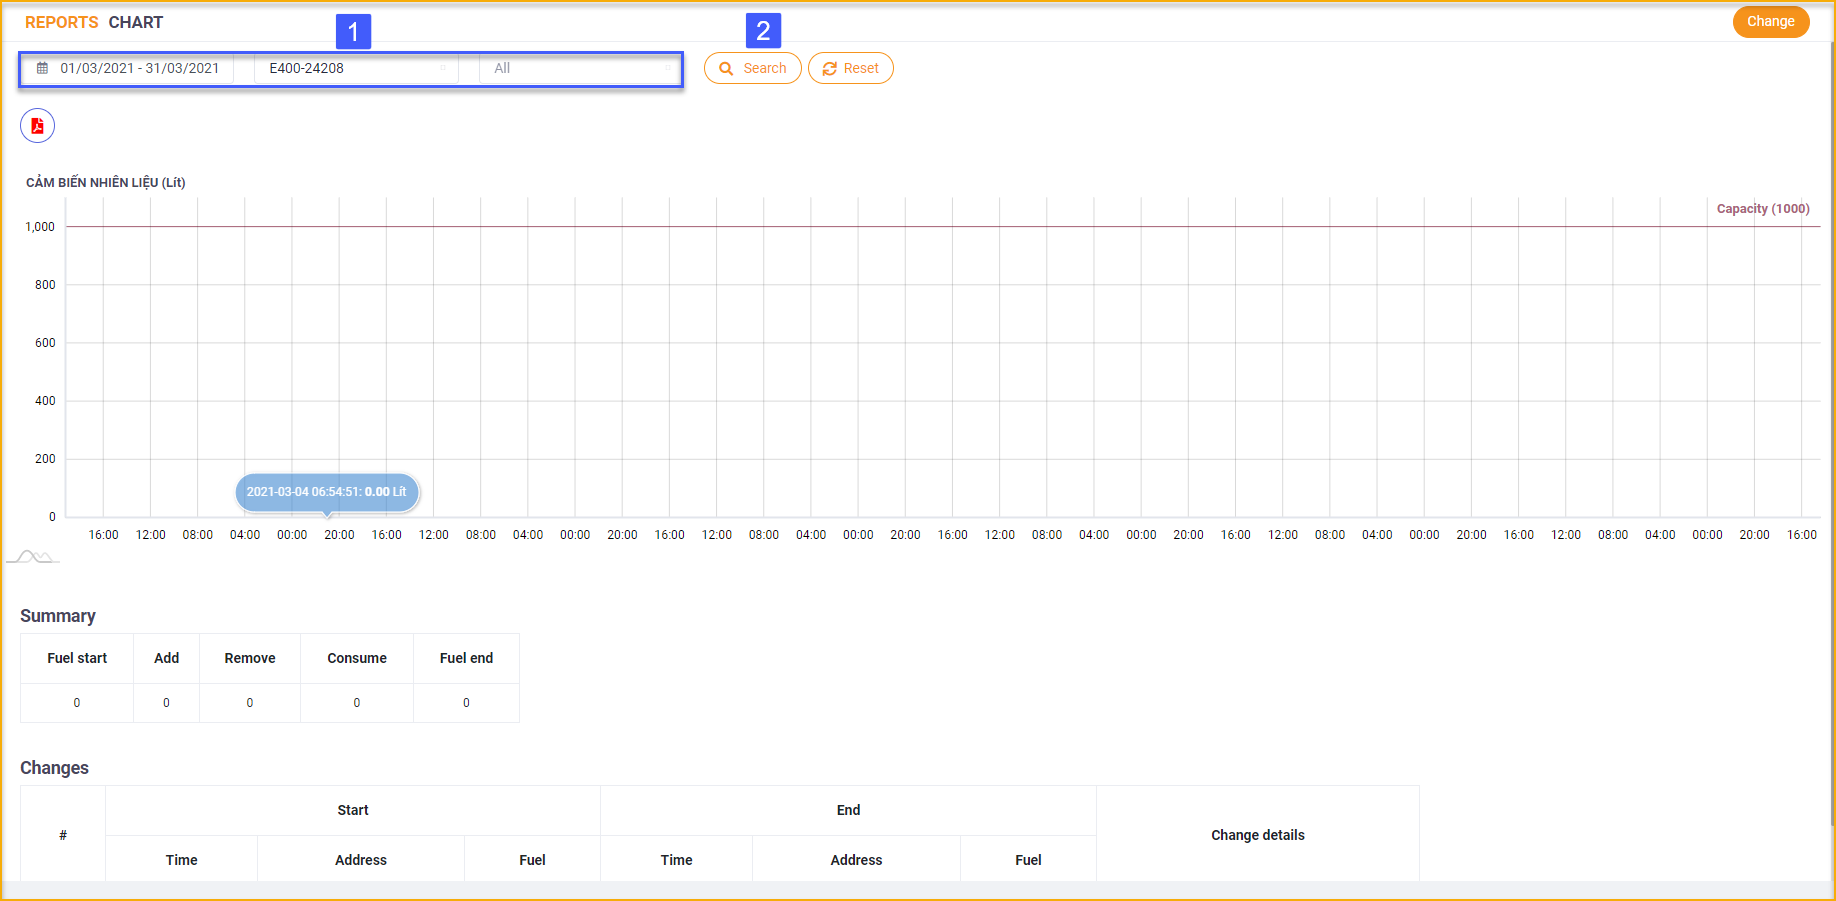 REPORTS CHART
Change
1
2
01/03/2021 - 31/03/2021 E400-24208 All Search Reset
CẢM BIẾN NHIÊN LIỆU (Lít)
Capacity (1000)
1,000
800
600
400
200
2021-03-04 06:54:51: 0.00 Lít
0
16:00 12:00 08:00 04:00 00:00 20:00 16:00 12:00 08:00 04:00 00:00 20:00 16:00 12:00 08:00 04:00 00:00 20:00 16:00 12:00 08:00 04:00 00:00 20:00 16:00 12:00 08:00 04:00 00:00 20:00 16:00 12:00 08:00 04:00 00:00 20:00 16:00
Summary
Fuel start Add Remove Consume Fuel end
0 0 0 0 0
Changes
# Start End Change details
Time Address Fuel Time Address Fuel